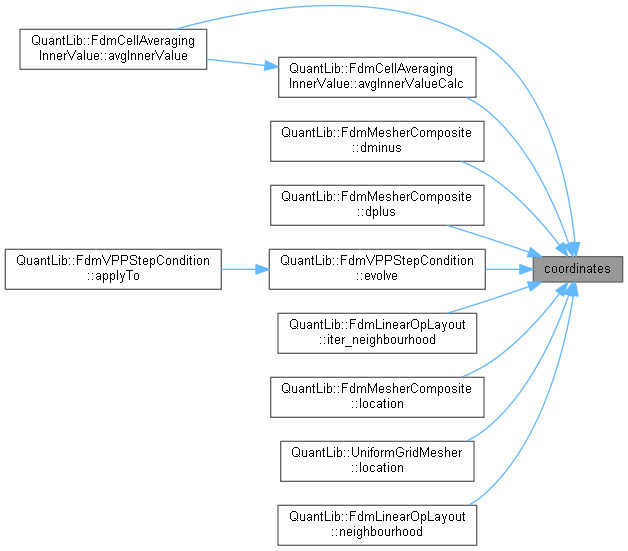 QuantLib::FdmCellAveraging
InnerValue::avgInnerValue
QuantLib::FdmCellAveraging
InnerValue::avgInnerValueCalc
QuantLib::FdmMesherComposite
::dminus
QuantLib::FdmMesherComposite
::dplus
QuantLib::FdmVPPStepCondition
::applyTo
QuantLib::FdmVPPStepCondition
::evolve
coordinates
QuantLib::FdmLinearOpLayout
::iter_neighbourhood
QuantLib::FdmMesherComposite
::location
QuantLib::UniformGridMesher
::location
QuantLib::FdmLinearOpLayout
::neighbourhood